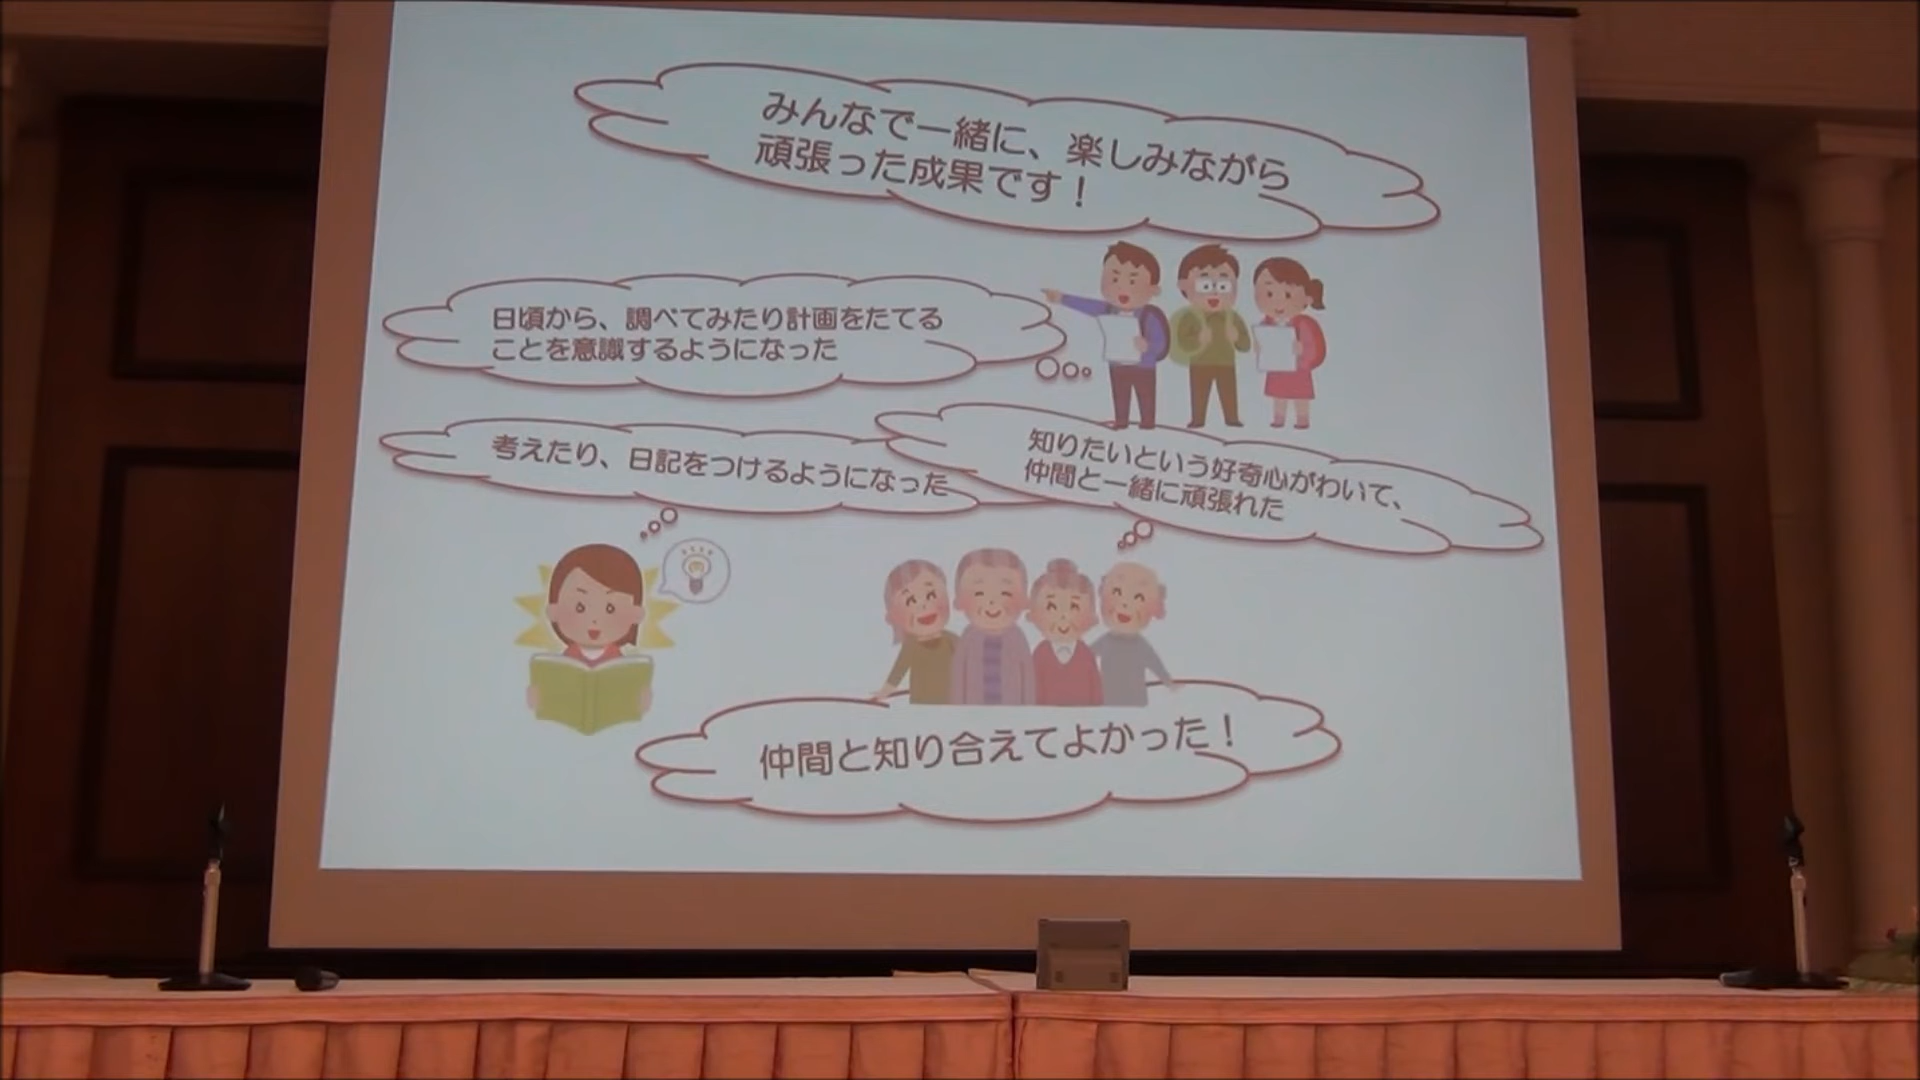 みんなで一緒に、楽しみながら
頑張った成果です！
日頃から、調べてみたり計画をたてる
ことを意識するようになった
考えたり、日記をつけるようになった
知りたいという好奇心がわいて、
仲間と一緒に頑張れた
仲間と知り合えてよかった！